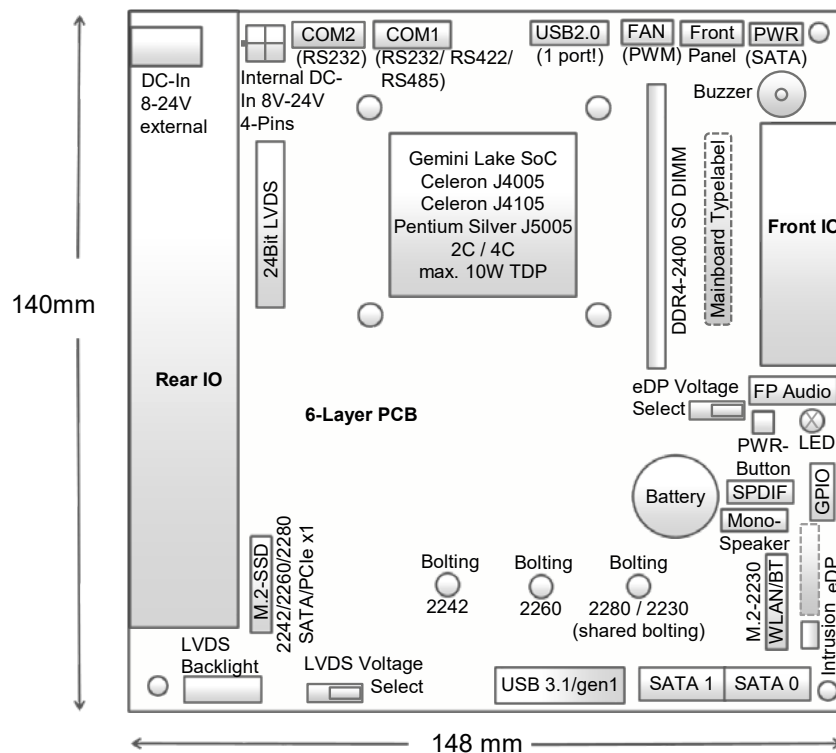 COM2
(RS232)
COM1
(RS232/ RS422/
RS485)
USB2.0
(1 port!)
FAN
(PWM)
Front
Panel
PWR
(SATA)
DC-In
8-24V
external
Internal DC-
In 8V-24V
4-Pins
Buzzer
24Bit LVDS
Gemini Lake SoC
Celeron J4005
Celeron J4105
Pentium Silver J5005
2C / 4C
max. 10W TDP
DDR4-2400 SO DIMM
Mainboard Typelabel
Front IO
140mm
Rear IO
6-Layer PCB
eDP Voltage
Select
FP Audio
PWR-
Button
LED
Battery
SPDIF
GPIO
Mono-
Speaker
M.2-SSD
2242/2260/2280
SATA/PCIe x1
Bolting
2242
Bolting
2260
Bolting
2280 / 2230
(shared bolting)
M.2-2230
WLAN/BT
eDP
Intrusion
LVDS
Backlight
LVDS Voltage
Select
USB 3.1/gen1
SATA 1
SATA 0
148 mm